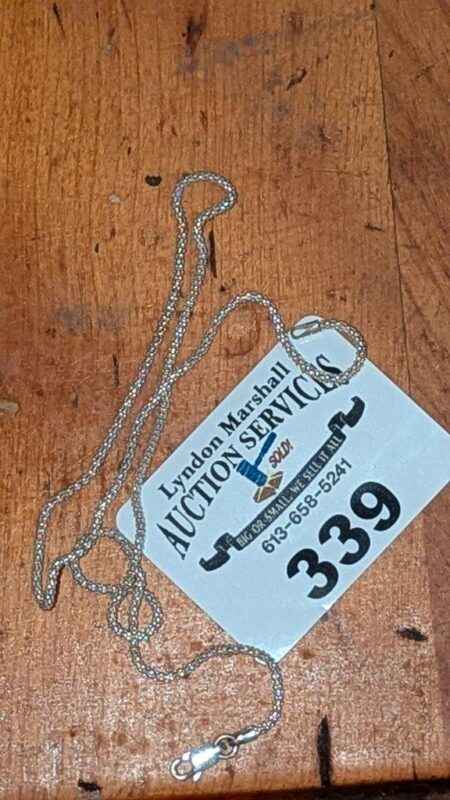 Lyndon Marshall
AUCTION SERVICES
SOLD!
BIG OR SMALL, WE SELL IT ALL
613-658-5241
339